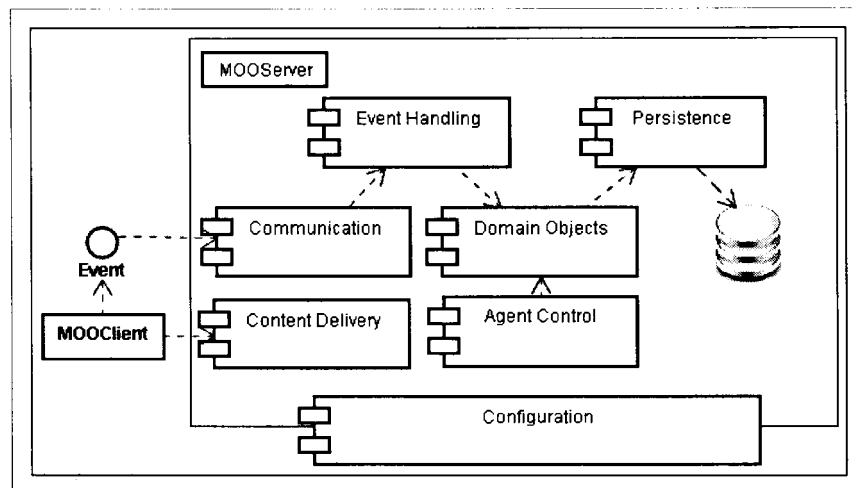 MOOServer
Event Handling
Persistence
Communication
Domain Objects
Event
MOOClient
Content Delivery
Agent Control
Configuration